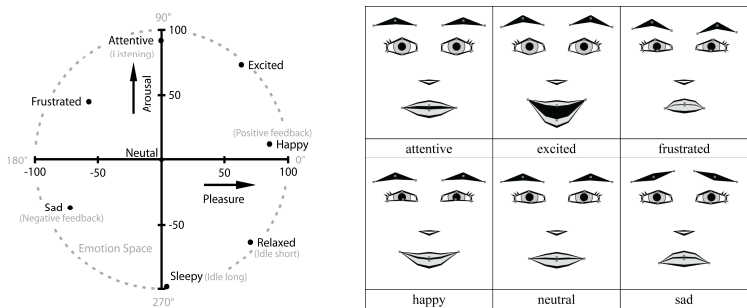 90°
Attentive
100
(Listening)
Excited
Arousal
Frustrated
50
(Positive feedback)
Happy
Neutal
180°
0°
-100
-50
50
100
Pleasure
Sad
(Negative feedback)
-50
Relaxed
(Idle short)
Emotion Space
Sleepy (Idle long)
270°
attentive
excited
frustrated
happy
neutral
sad